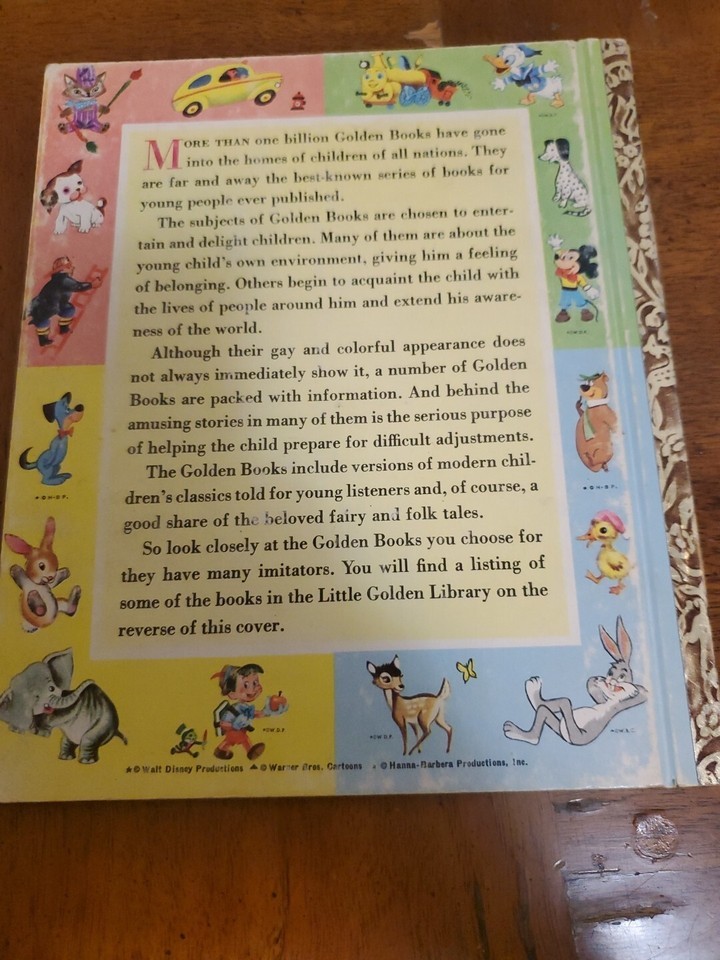 MORE THAN one billion Golden Books have gone
into the homes of children of all nations. They
are far and away the best-known series of books for
young people ever published.
The subjects of Golden Books are chosen to enter-
tain and delight children. Many of them are about the
young child's own environment, giving him a feeling
of belonging. Others begin to acquaint the child with
the lives of people around him and extend his aware-
ness of the world.
Although their gay and colorful appearance does
not always immediately show it, a number of Golden
Books are packed with information. And behind the
amusing stories in many of them is the serious purpose
of helping the child prepare for difficult adjustments.
The Golden Books include versions of modern chil-
dren's classics told for young listeners and, of course, a
good share of the beloved fairy and folk tales.
So look closely at the Golden Books you choose for
they have many imitators. You will find a listing of
some of the books in the Little Golden Library on the
reverse of this cover.
★ © Walt Disney Productions ▲ © Warner Bros. Cartoons © Hanna-Barbera Productions, Inc.